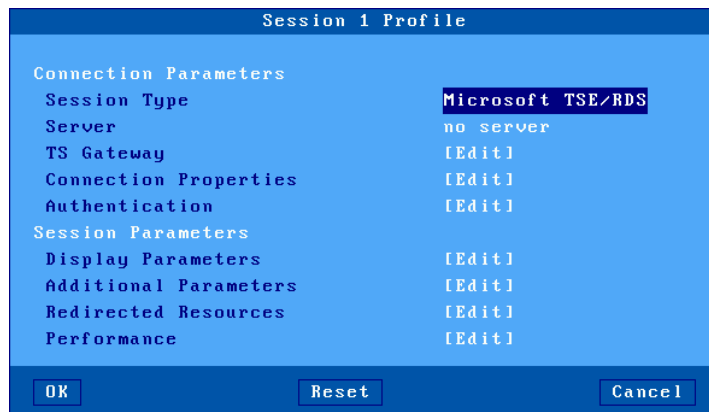 Session 1 Profile
Connection Parameters
Session Type Microsoft TSE/RDS
Server no server
TS Gateway [Edit]
Connection Properties [Edit]
Authentication [Edit]
Session Parameters
Display Parameters [Edit]
Additional Parameters [Edit]
Redirected Resources [Edit]
Performance [Edit]
OK Reset Cancel